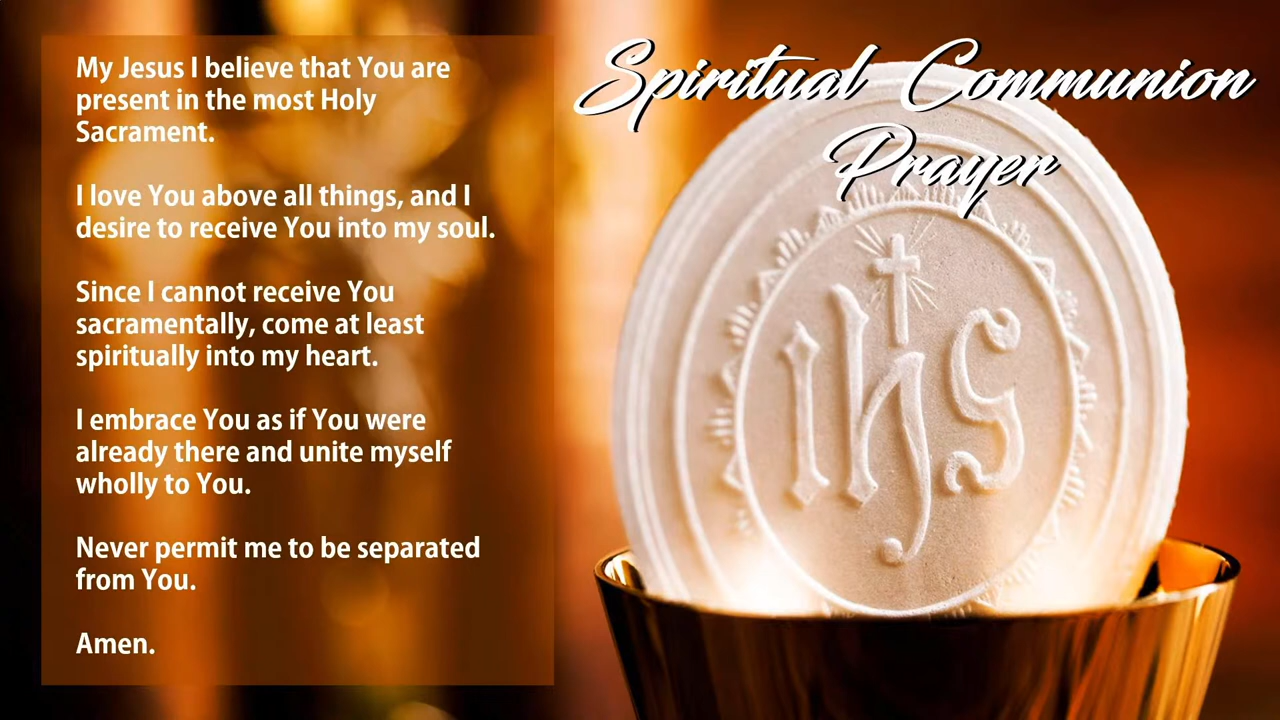 My Jesus I believe that You are
present in the most Holy
Sacrament.
I love You above all things, and I
desire to receive You into my soul.
Since I cannot receive You
sacramentally, come at least
spiritually into my heart.
I embrace You as if You were
already there and unite myself
wholly to You.
Never permit me to be separated
from You.
Amen.
Spiritual Communion
Prayer
ihs